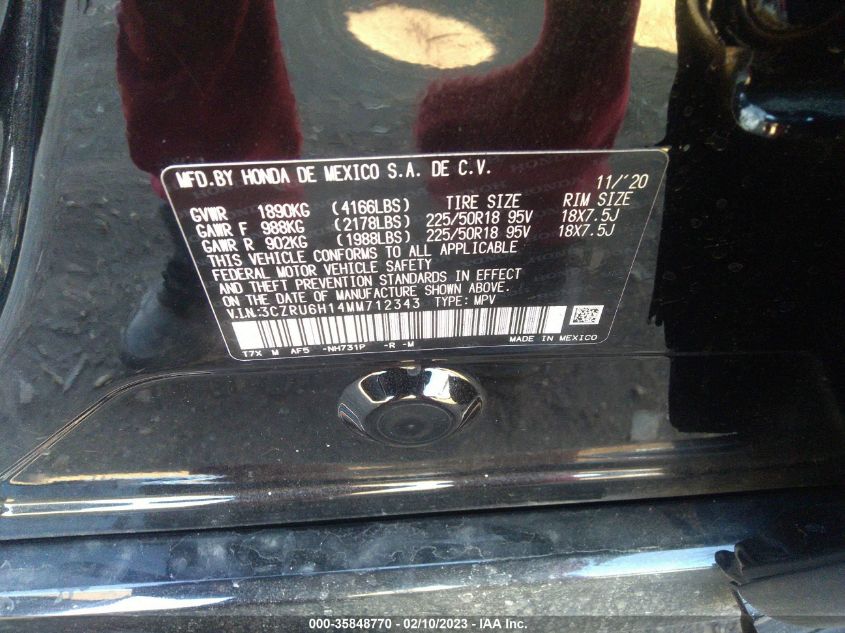 MFD.BY HONDA DE MEXICO S.A. DE C.V.
11/'20
TIRE SIZE RIM SIZE
GVWR 1890KG (4166LBS)
GAWR F 988KG (2178LBS) 225/50R18 95V 18X7.5J
GAWR R 902KG (1988LBS) 225/50R18 95V 18X7.5J
THIS VEHICLE CONFORMS TO ALL APPLICABLE
FEDERAL MOTOR VEHICLE SAFETY
AND THEFT PREVENTION STANDARDS IN EFFECT
ON THE DATE OF MANUFACTURE SHOWN ABOVE.
V.I.N:3CZRU6H14MM712343 TYPE: MPV
T7X M AF5 -NH731P -R -M MADE IN MEXICO
000-35848770 - 02/10/2023 - IAA Inc.